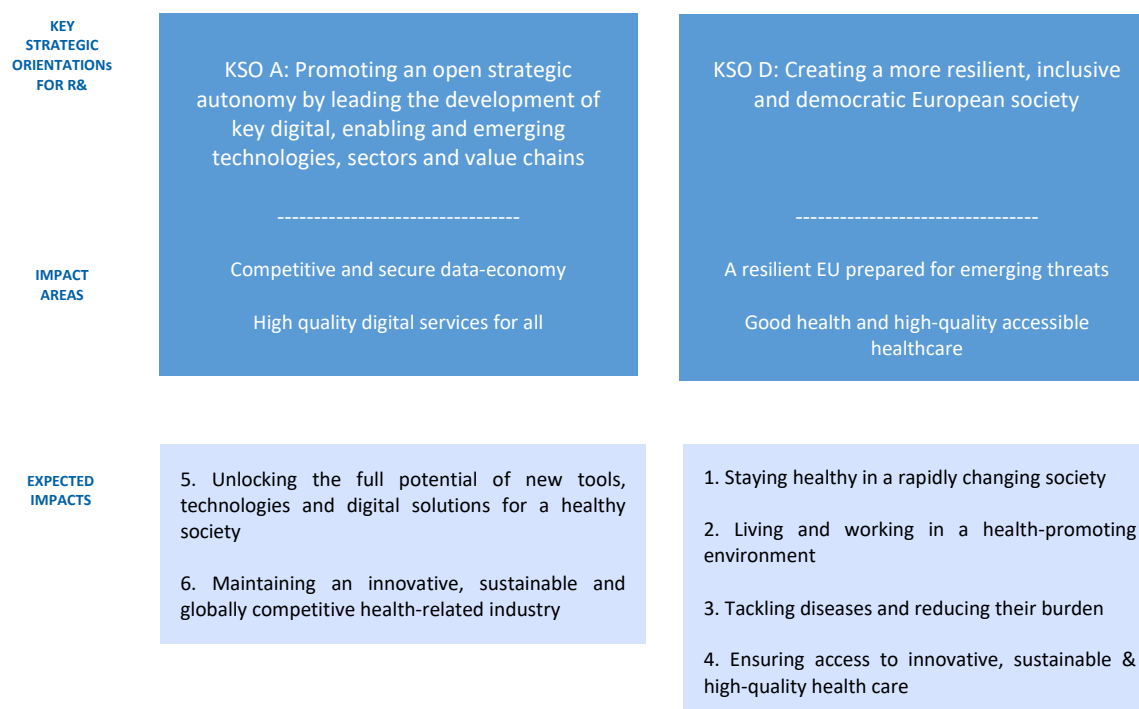 KEY
STRATEGIC
ORIENTATIONs
FOR R&
KSO A: Promoting an open strategic
autonomy by leading the development of
key digital, enabling and emerging
technologies, sectors and value chains
---------------------------------
KSO D: Creating a more resilient, inclusive
and democratic European society
---------------------------------
IMPACT
AREAS
Competitive and secure data-economy
High quality digital services for all
A resilient EU prepared for emerging threats
Good health and high-quality accessible
healthcare
EXPECTED
IMPACTS
5. Unlocking the full potential of new tools,
technologies and digital solutions for a healthy
society
6. Maintaining an innovative, sustainable and
globally competitive health-related industry
1. Staying healthy in a rapidly changing society
2. Living and working in a health-promoting
environment
3. Tackling diseases and reducing their burden
4. Ensuring access to innovative, sustainable &
high-quality health care